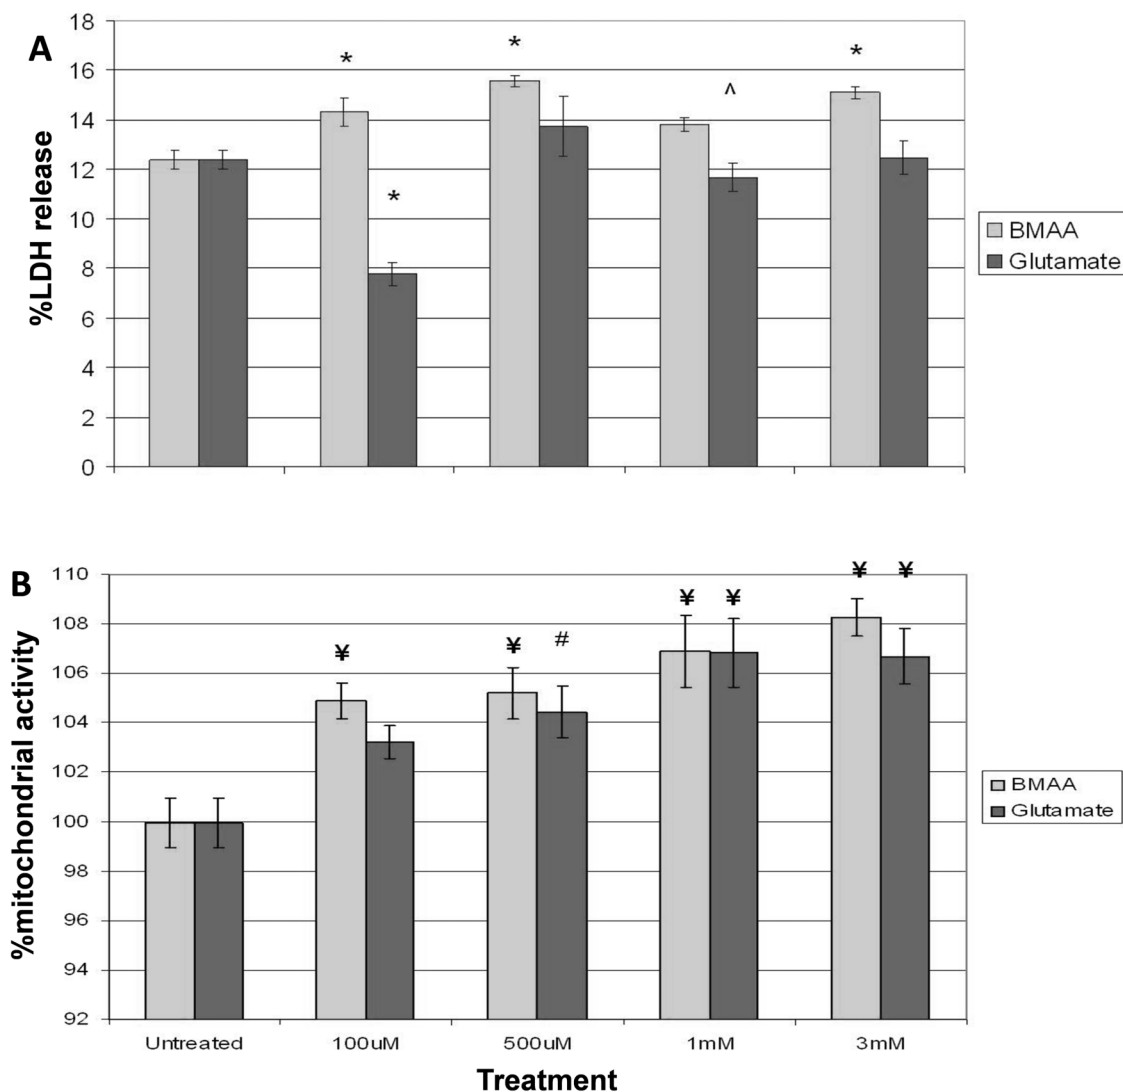 A
%LDH release
18
16
14
12
10
8
6
4
2
0
* * * * ^ *
BMAA
Glutamate
B
%mitochondrial activity
110
108
106
104
102
100
98
96
94
92
¥ ¥ # ¥ ¥ ¥ ¥
BMAA
Glutamate
Untreated 100uM 500uM 1mM 3mM
Treatment